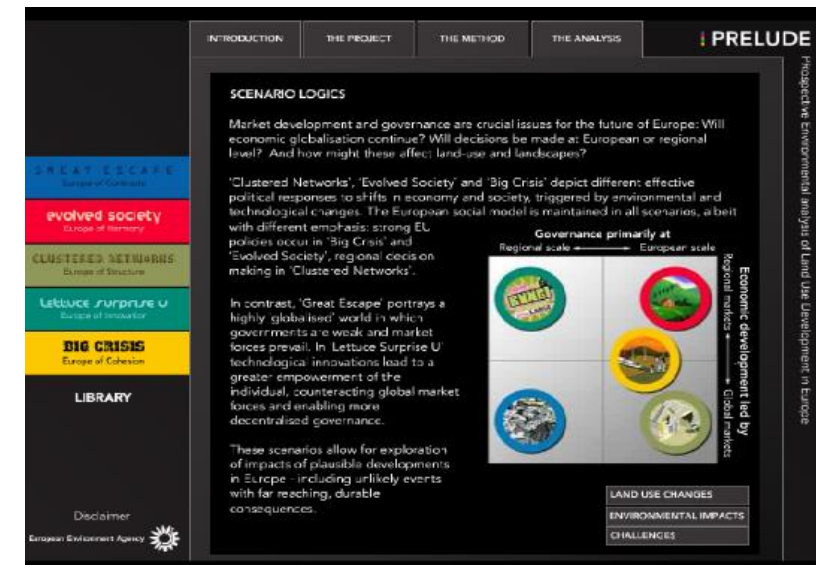 INTRODUCTION
THE PROJECT
THE METHOD
THE ANALYSIS
PRELUDE
Prospective Environmental analysis of Land Use Development in Europe
GREAT ESCAPE
Europe of Contrasts
evolved society
Europe of Harmony
CLUSTERED NETWORKS
Europe of Structure
Lettuce surprise u
Europe of Innovation
BIG CRISIS
Europe of Cohesion
LIBRARY
Disclaimer
European Environment Agency
SCENARIO LOGICS
Market development and governance are crucial issues for the future of Europe: Will
economic globalisation continue? Will decisions be made at European or regional
level? And how might these affect land-use and landscapes?
'Clustered Networks', 'Evolved Society' and 'Big Crisis' depict different effective
political responses to shifts in economy and society, triggered by environmental and
technological changes. The European social model is maintained in all scenarios, albeit
with different emphasis: strong EU
policies occur in 'Big Crisis' and
'Evolved Society', regional decision
making in 'Clustered Networks'.
In contrast, 'Great Escape' portrays a
highly 'globalised' world in which
governments are weak and market
forces prevail. In 'Lettuce Surprise U'
technological innovations lead to a
greater empowerment of the
individual, counteracting global market
forces and enabling more
decentralised governance.
These scenarios allow for exploration
of impacts of plausible developments
in Europe - including unlikely events
with far reaching, durable
consequences.
Governance primarily at
Regional scale
European scale
Economic development led by
Regional markets
Global markets
LAND USE CHANGES
ENVIRONMENTAL IMPACTS
CHALLENGES